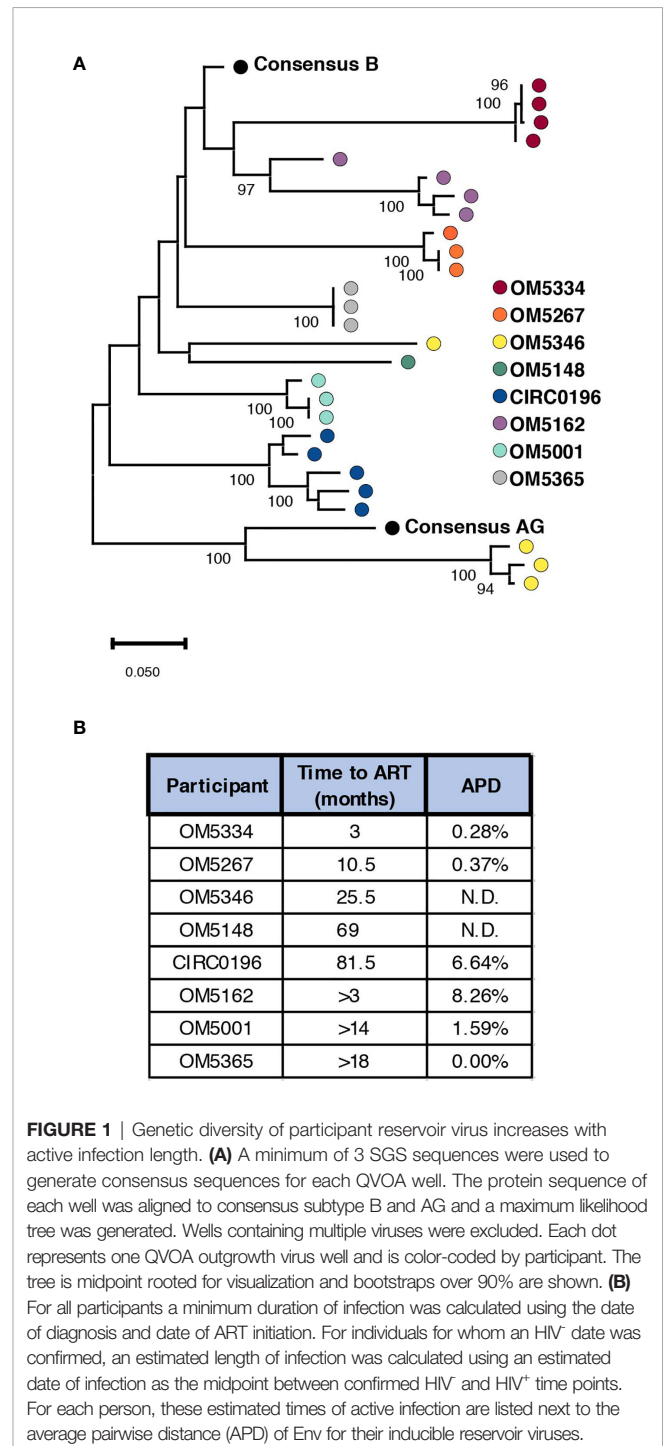 A
Consensus B
96
100
97
100
100
100
OM5334
OM5267
100
OM5346
OM5148
CIRC0196
100
100
OM5162
OM5001
100
OM5365
100
Consensus AG
100
100
94
0.050
B
Participant Time to ART (months) APD
OM5334 3 0.28%
OM5267 10.5 0.37%
OM5346 25.5 N.D.
OM5148 69 N.D.
CIRC0196 81.5 6.64%
OM5162 >3 8.26%
OM5001 >14 1.59%
OM5365 >18 0.00%
FIGURE 1 | Genetic diversity of participant reservoir virus increases with
active infection length. (A) A minimum of 3 SGS sequences were used to
generate consensus sequences for each QVOA well. The protein sequence of
each well was aligned to consensus subtype B and AG and a maximum likelihood
tree was generated. Wells containing multiple viruses were excluded. Each dot
represents one QVOA outgrowth virus well and is color-coded by participant. The
tree is midpoint rooted for visualization and bootstraps over 90% are shown. (B)
For all participants a minimum duration of infection was calculated using the date
of diagnosis and date of ART initiation. For individuals for whom an HIV⁻ date was
confirmed, an estimated length of infection was calculated using an estimated
date of infection as the midpoint between confirmed HIV⁻ and HIV⁺ time points.
For each person, these estimated times of active infection are listed next to the
average pairwise distance (APD) of Env for their inducible reservoir viruses.